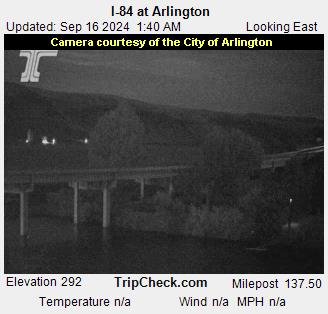 I-84 at Arlington
Updated: Sep 16 2024 1:40 AM Looking East
Camera courtesy of the City of Arlington
Elevation 292 TripCheck.com Milepost 137.50
Temperature n/a Wind n/a MPH n/a